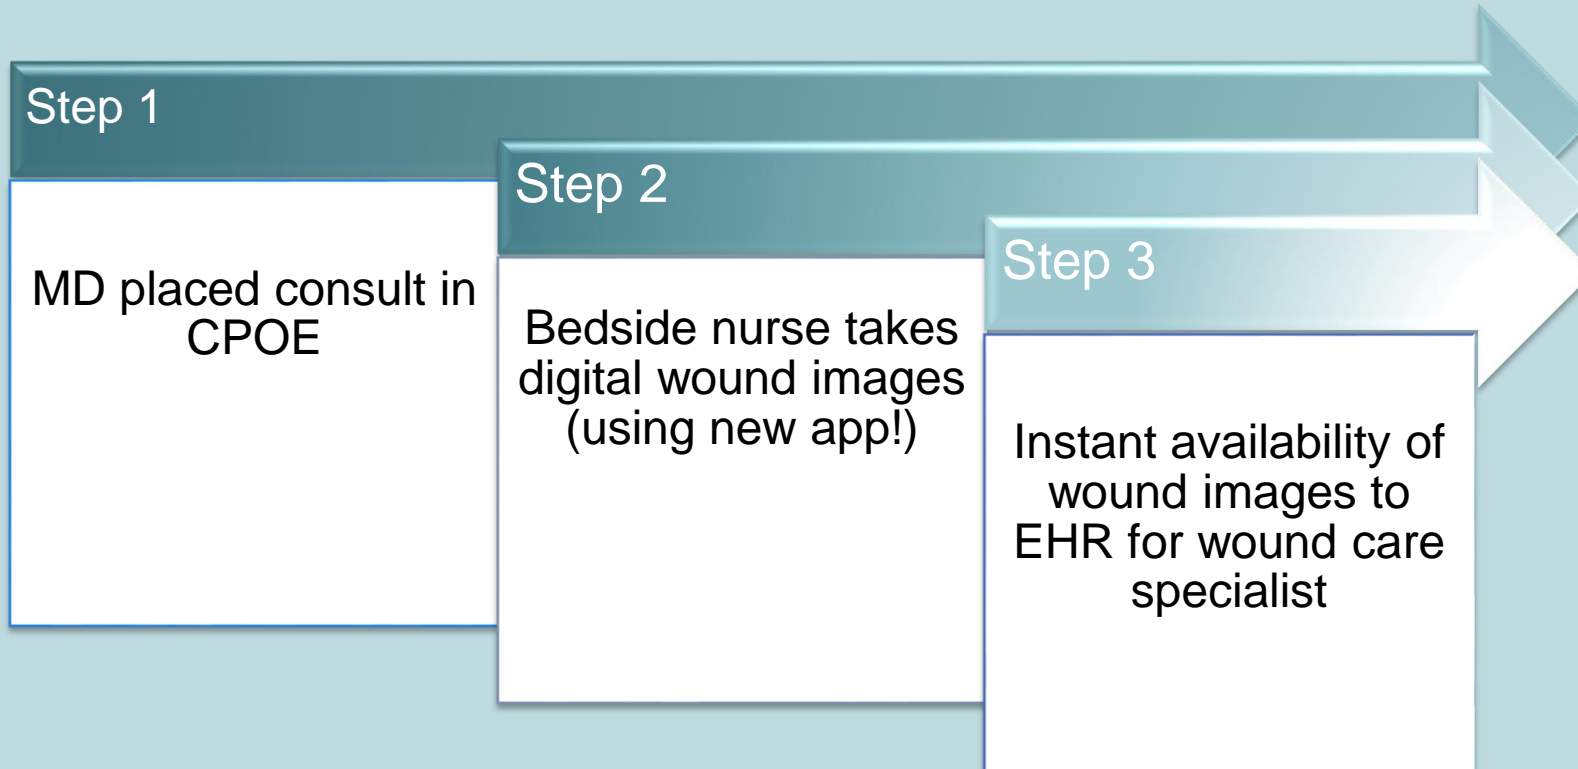 Step 1
MD placed consult in
CPOE
Step 2
Bedside nurse takes
digital wound images
(using new app!)
Step 3
Instant availability of
wound images to
EHR for wound care
specialist